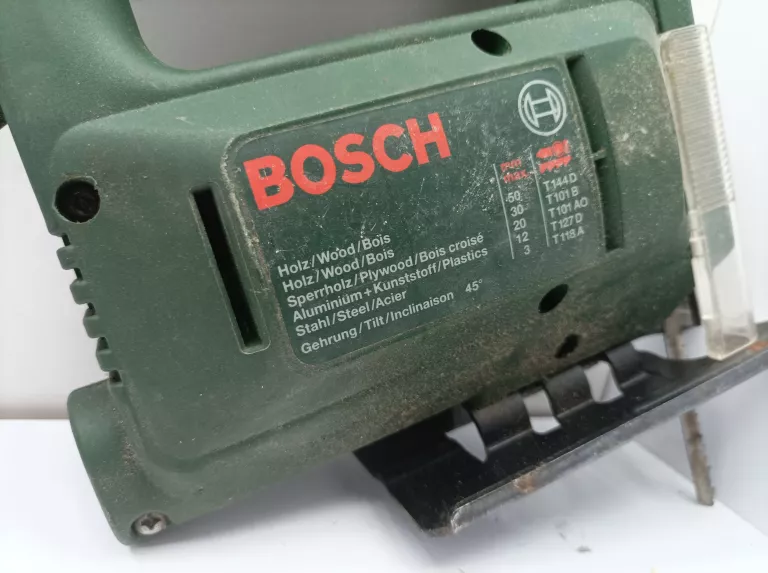 BOSCH
mm
max.
Holz/Wood/Bois 50 T144D
Holz/Wood/Bois 30 T101B
Sperrholz/Plywood/Bois croisé 20 T101AO
Aluminium+Kunststoff/Plastics 12 T127D
Stahl/Steel/Acier 3 T118A
Gehrung/Tilt/Inclinaison 45°